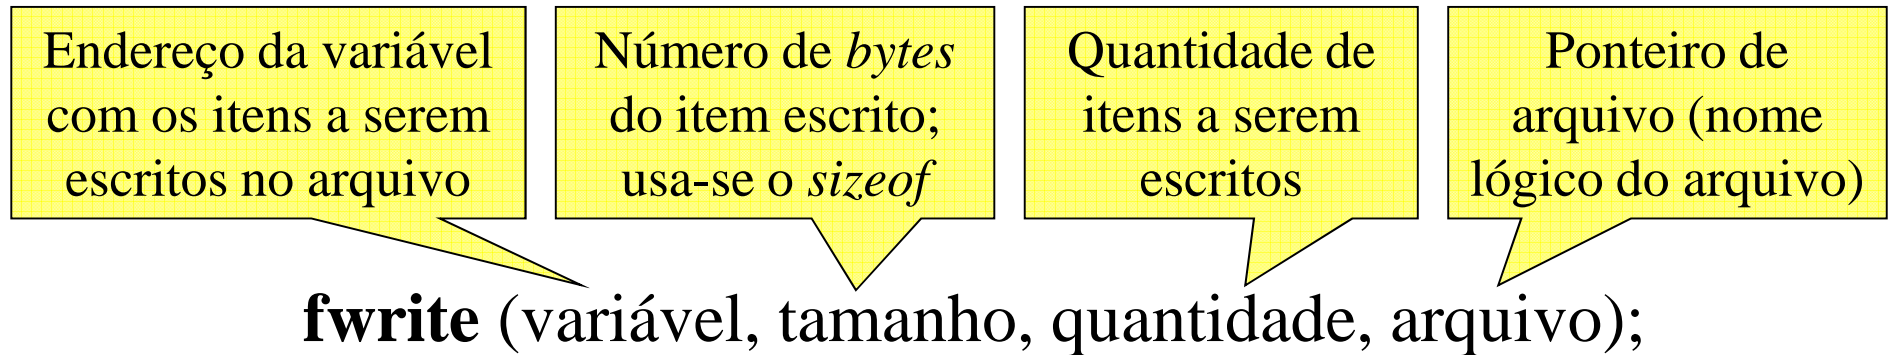 Endereço da variável
com os itens a serem
escritos no arquivo
Número de bytes
do item escrito;
usa-se o sizeof
Quantidade de
itens a serem
escritos
Ponteiro de
arquivo (nome
lógico do arquivo)
fwrite (variável, tamanho, quantidade, arquivo);